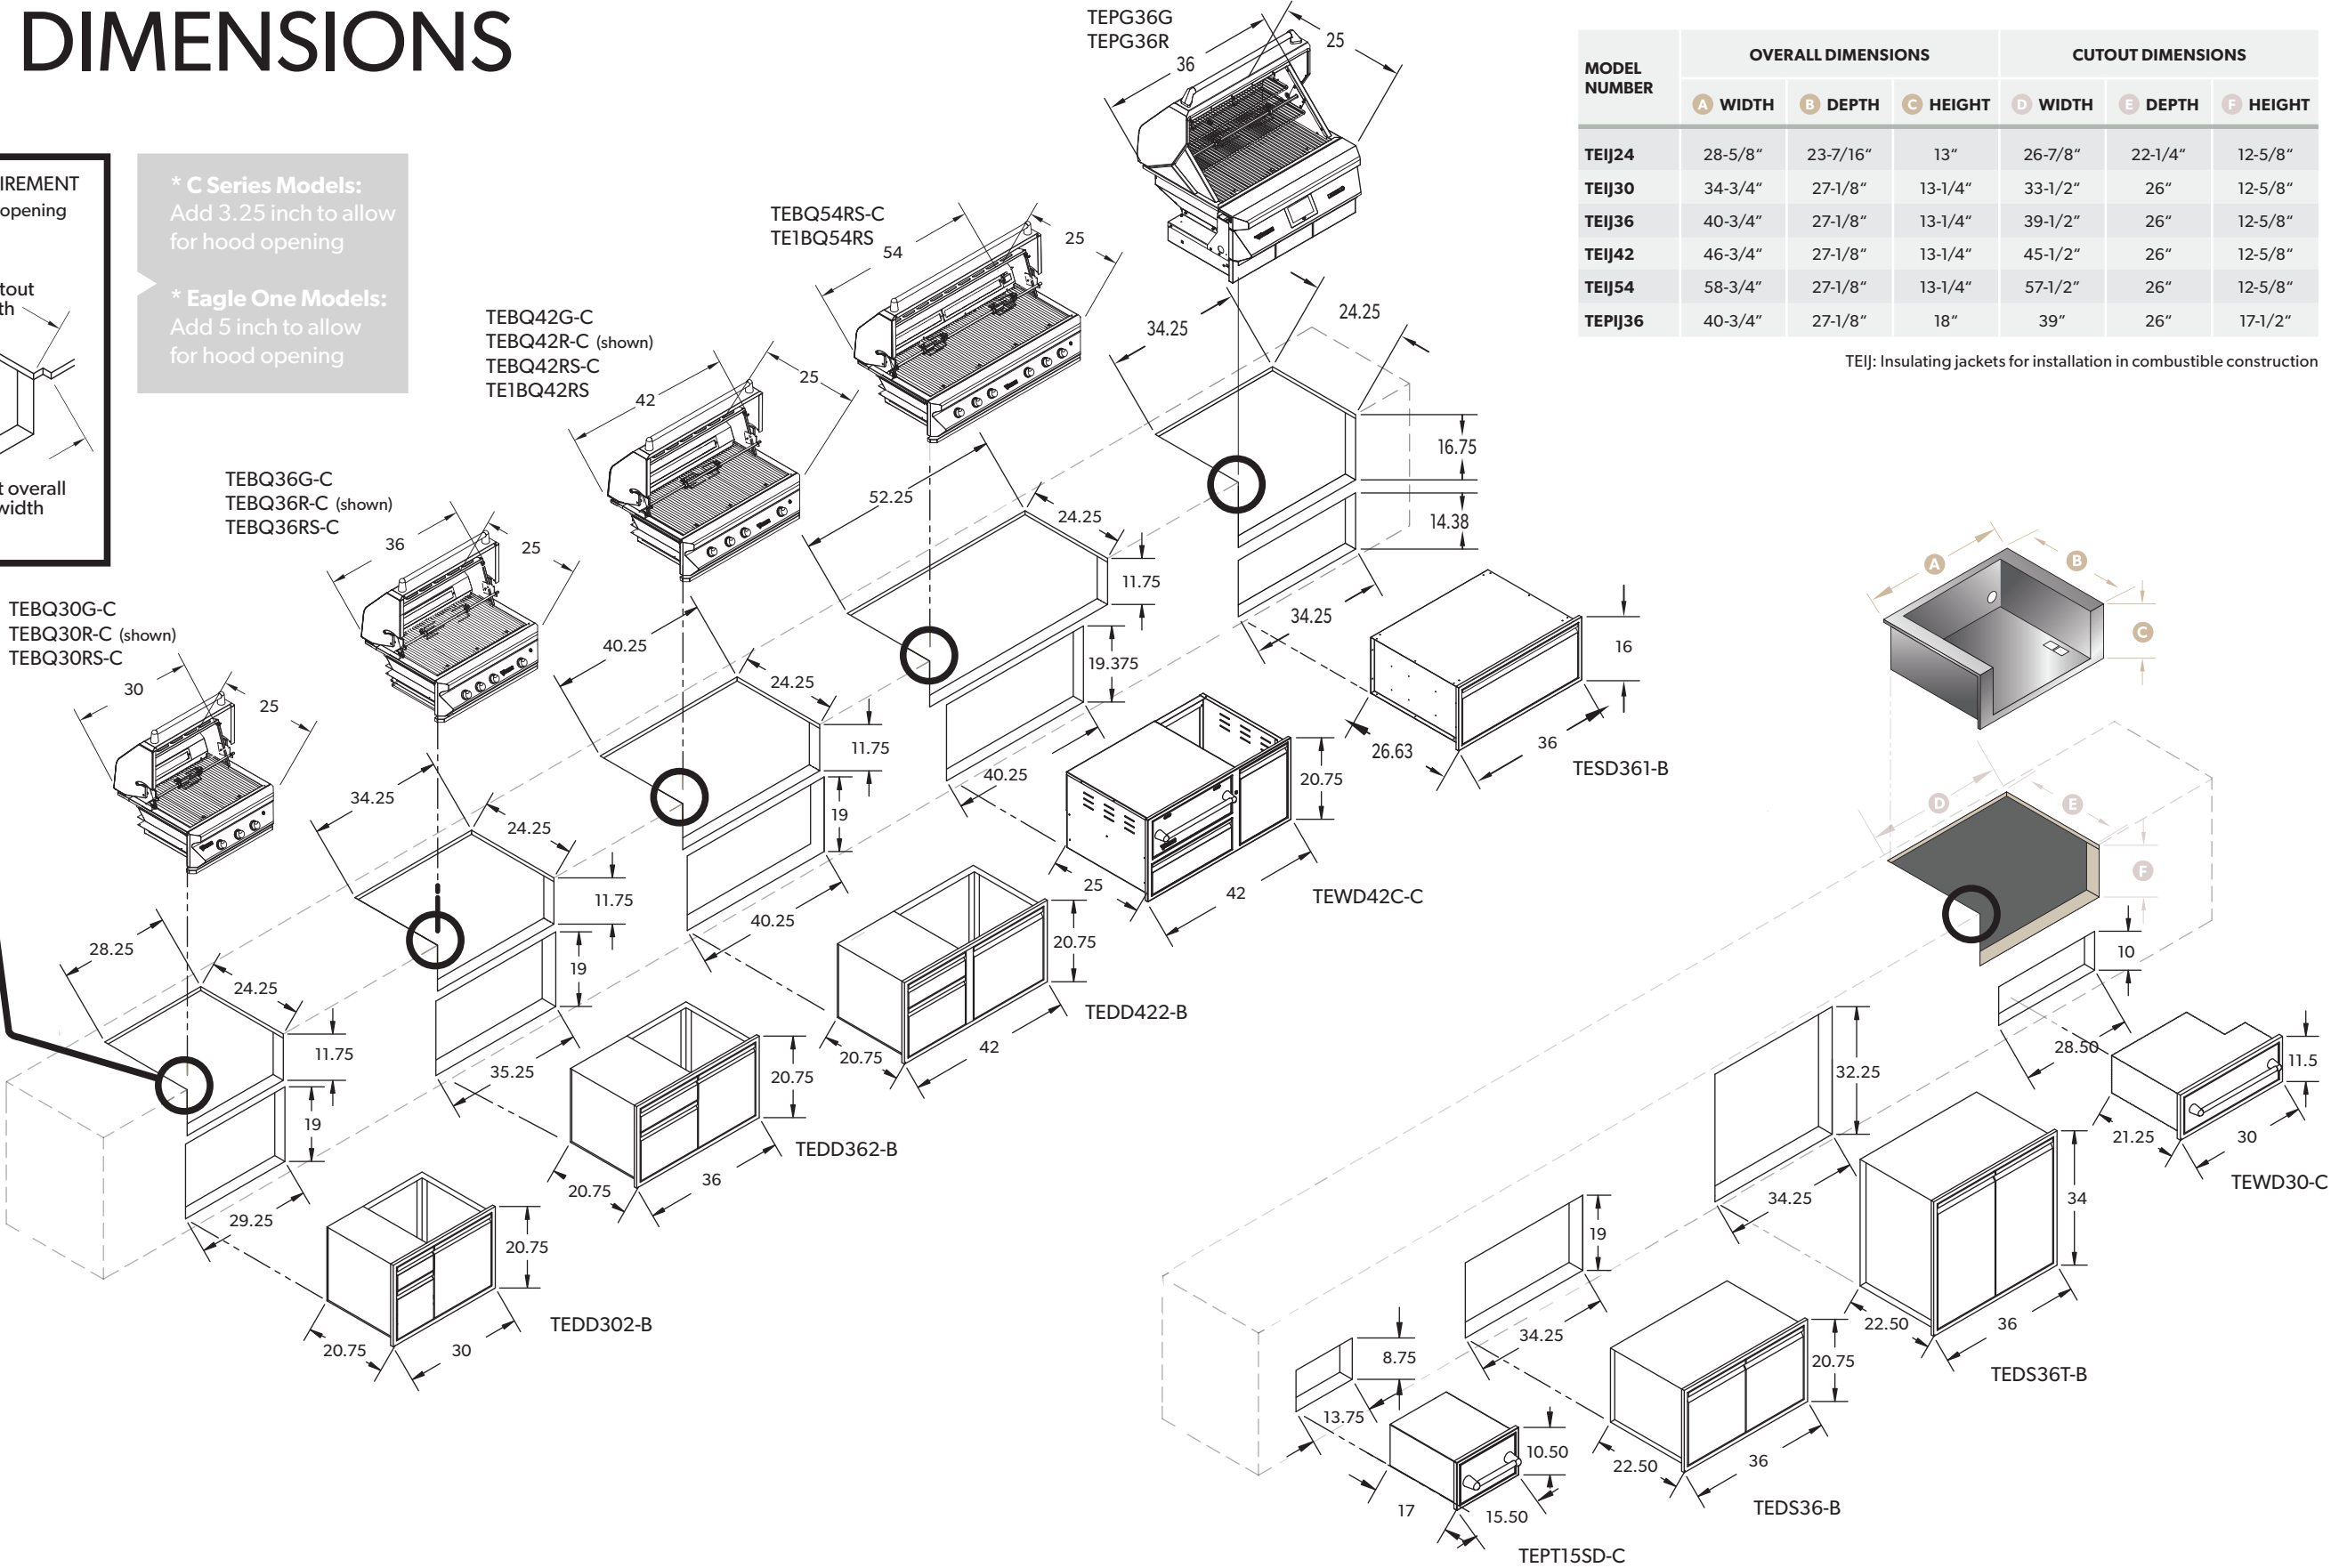 DIMENSIONS
IREMENT
opening
tout
th
t overall
width
* C Series Models:
Add 3.25 inch to allow
for hood opening
* Eagle One Models:
Add 5 inch to allow
for hood opening
TEBQ30G-C
TEBQ30R-C (shown)
TEBQ30RS-C
30
25
28.25
24.25
11.75
19
29.25
20.75
20.75
30
TEDD302-B
TEBQ36G-C
TEBQ36R-C (shown)
TEBQ36RS-C
36
25
34.25
24.25
11.75
19
35.25
20.75
20.75
36
TEDD362-B
TEBQ42G-C
TEBQ42R-C (shown)
TEBQ42RS-C
TE1BQ42RS
42
25
40.25
24.25
11.75
19
40.25
20.75
20.75
42
TEDD422-B
TEBQ54RS-C
TE1BQ54RS
54
25
52.25
24.25
11.75
19.375
40.25
20.75
25
42
TEWD42C-C
TEPG36G
TEPG36R
36
25
34.25
24.25
16.75
14.38
34.25
16
26.63
36
TESD361-B
MODEL NUMBER OVERALL DIMENSIONS CUTOUT DIMENSIONS
A WIDTH B DEPTH C HEIGHT D WIDTH E DEPTH F HEIGHT
TEIJ24 28-5/8“ 23-7/16“ 13“ 26-7/8“ 22-1/4“ 12-5/8“
TEIJ30 34-3/4“ 27-1/8“ 13-1/4“ 33-1/2“ 26“ 12-5/8“
TEIJ36 40-3/4“ 27-1/8“ 13-1/4“ 39-1/2“ 26“ 12-5/8“
TEIJ42 46-3/4“ 27-1/8“ 13-1/4“ 45-1/2“ 26“ 12-5/8“
TEIJ54 58-3/4“ 27-1/8“ 13-1/4“ 57-1/2“ 26“ 12-5/8“
TEPIJ36 40-3/4“ 27-1/8“ 18“ 39“ 26“ 17-1/2“
TEIJ: Insulating jackets for installation in combustible construction
A
B
C
D
E
F
10
28.50
11.5
21.25
30
TEWD30-C
32.25
34.25
34
22.50
36
TEDS36T-B
19
34.25
20.75
22.50
36
TEDS36-B
8.75
13.75
10.50
17
15.50
TEPT15SD-C